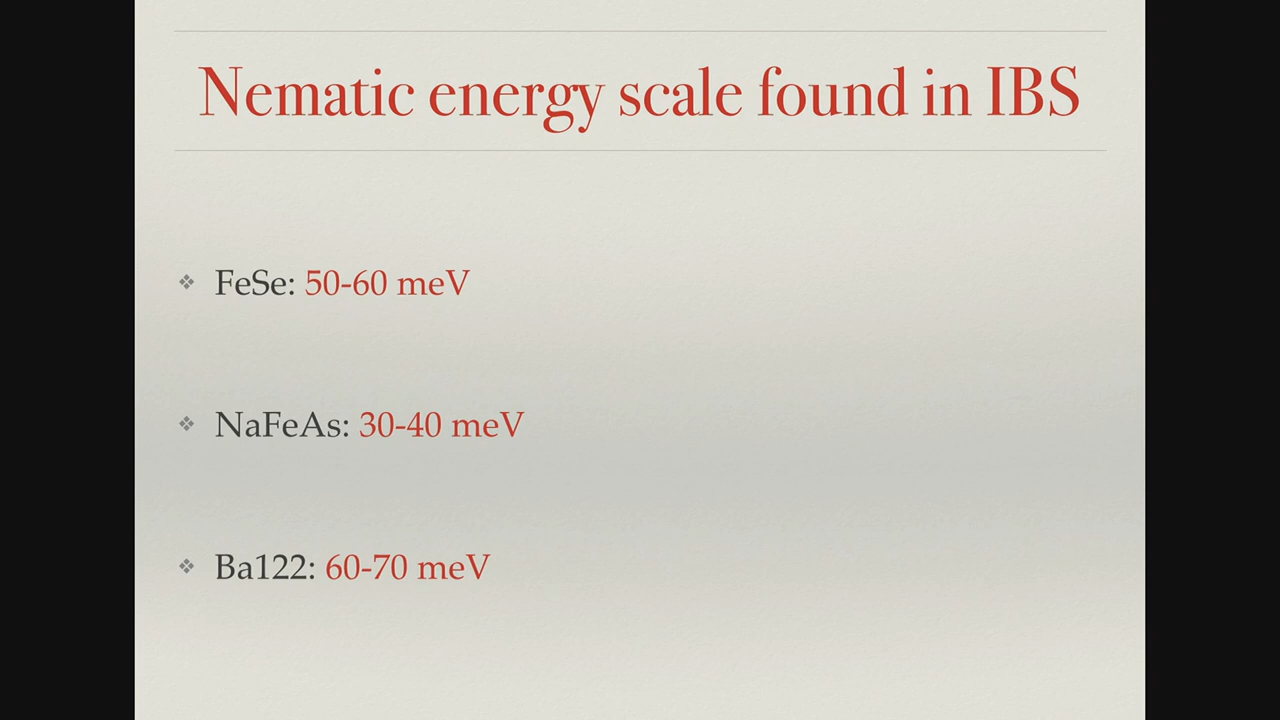 Nematic energy scale found in IBS
❖ FeSe: 50-60 meV
❖ NaFeAs: 30-40 meV
❖ Ba122: 60-70 meV